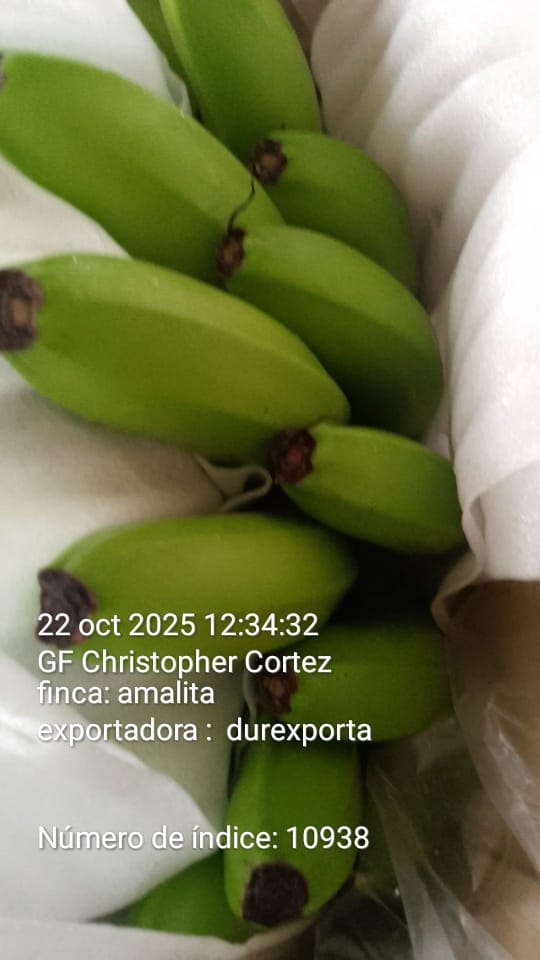 22 oct 2025 12:34:32
GF Christopher Cortez
finca: amalita
exportadora :  durexporta
Número de índice: 10938